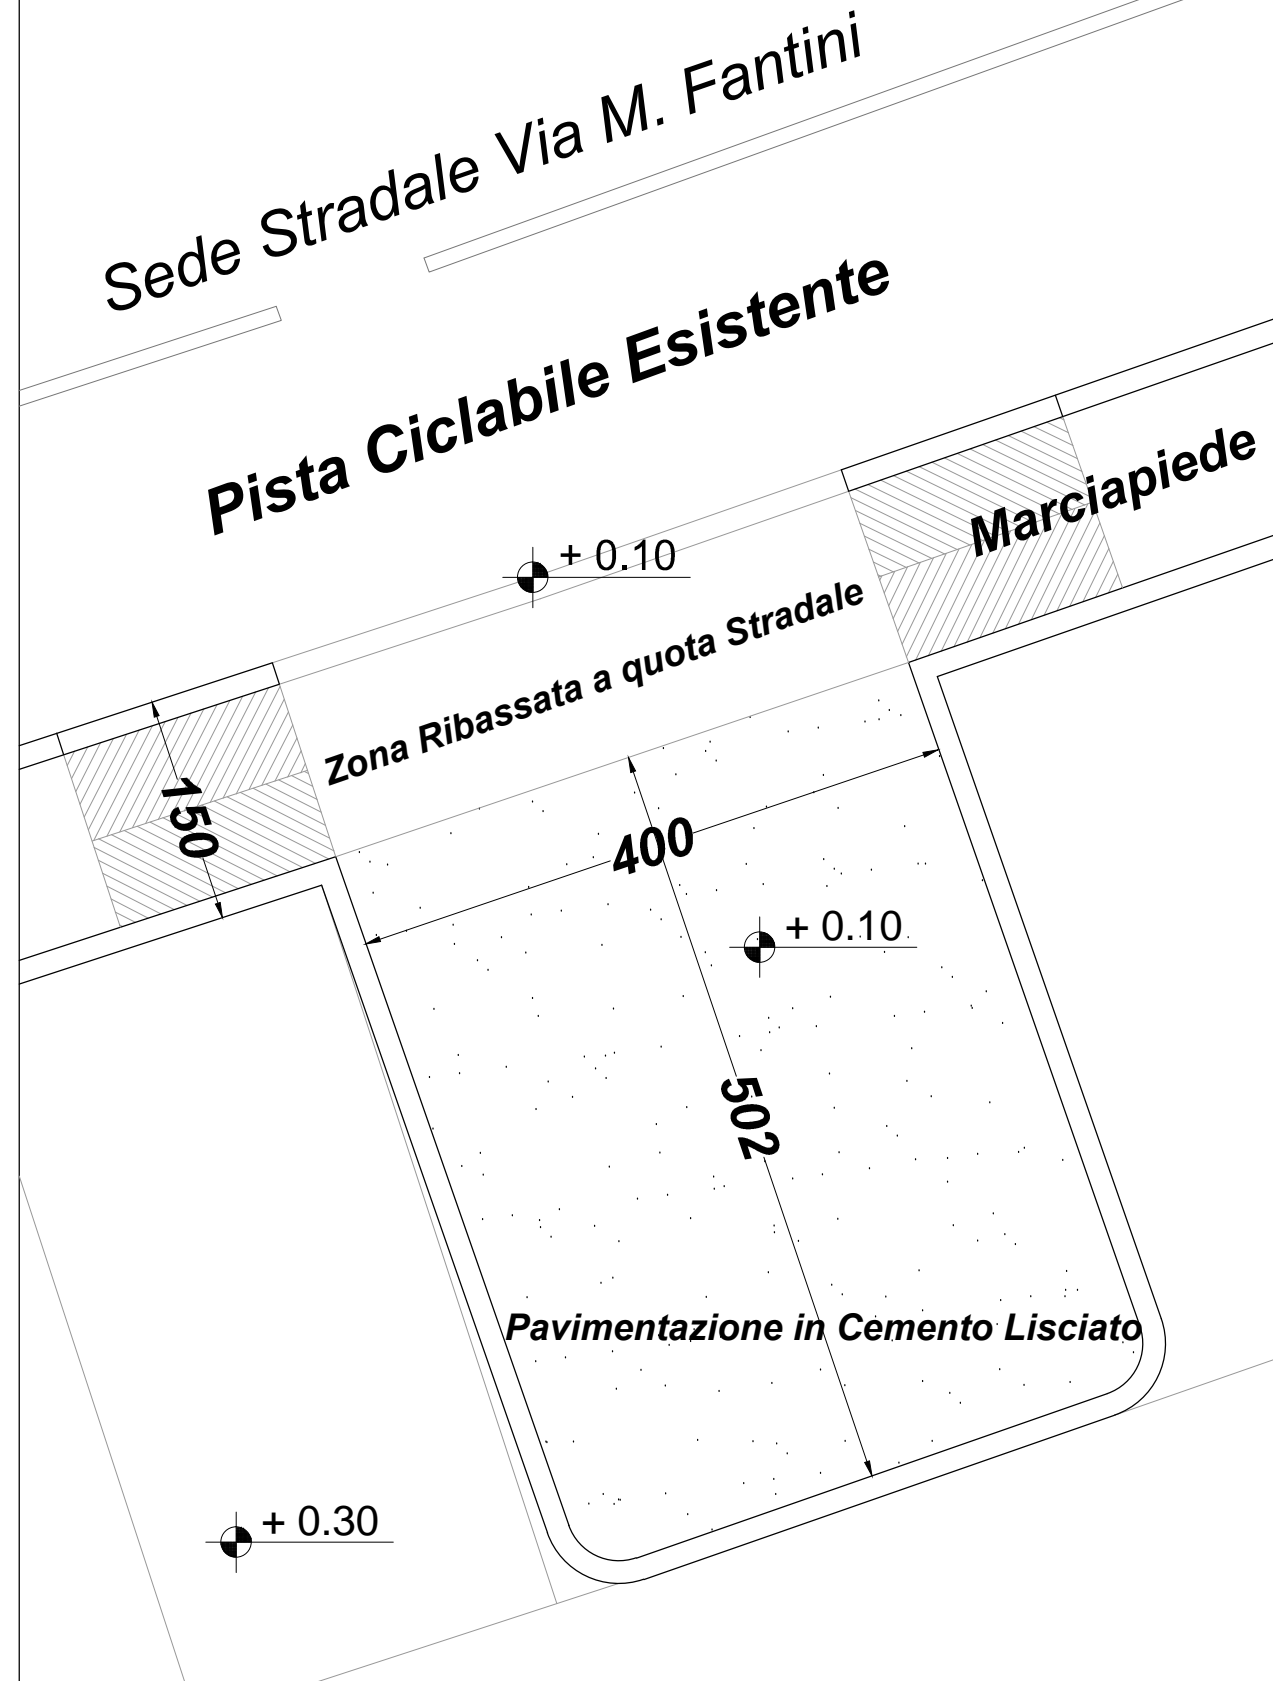 Sede Stradale Via M. Fantini
Pista Ciclabile Esistente
Marciapiede
+ 0.10
Zona Ribassata a quota Stradale
150
400
+ 0.10
502
Pavimentazione in Cemento Lisciato
+ 0.30